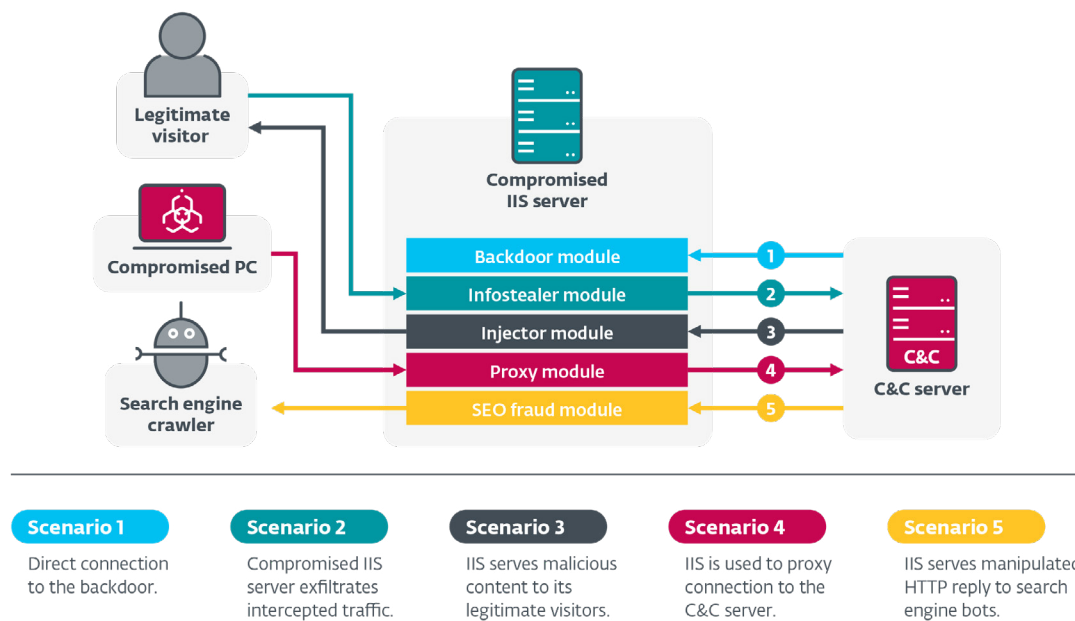 Legitimate
visitor
Compromised
IIS server
Compromised PC
Backdoor module
1
Infostealer module
2
Injector module
3
C&C
Proxy module
4
C&C server
Search engine
crawler
SEO fraud module
5
Scenario 1
Direct connection
to the backdoor.
Scenario 2
Compromised IIS
server exfiltrates
intercepted traffic.
Scenario 3
IIS serves malicious
content to its
legitimate visitors.
Scenario 4
IIS is used to proxy
connection to the
C&C server.
Scenario 5
IIS serves manipulated
HTTP reply to search
engine bots.